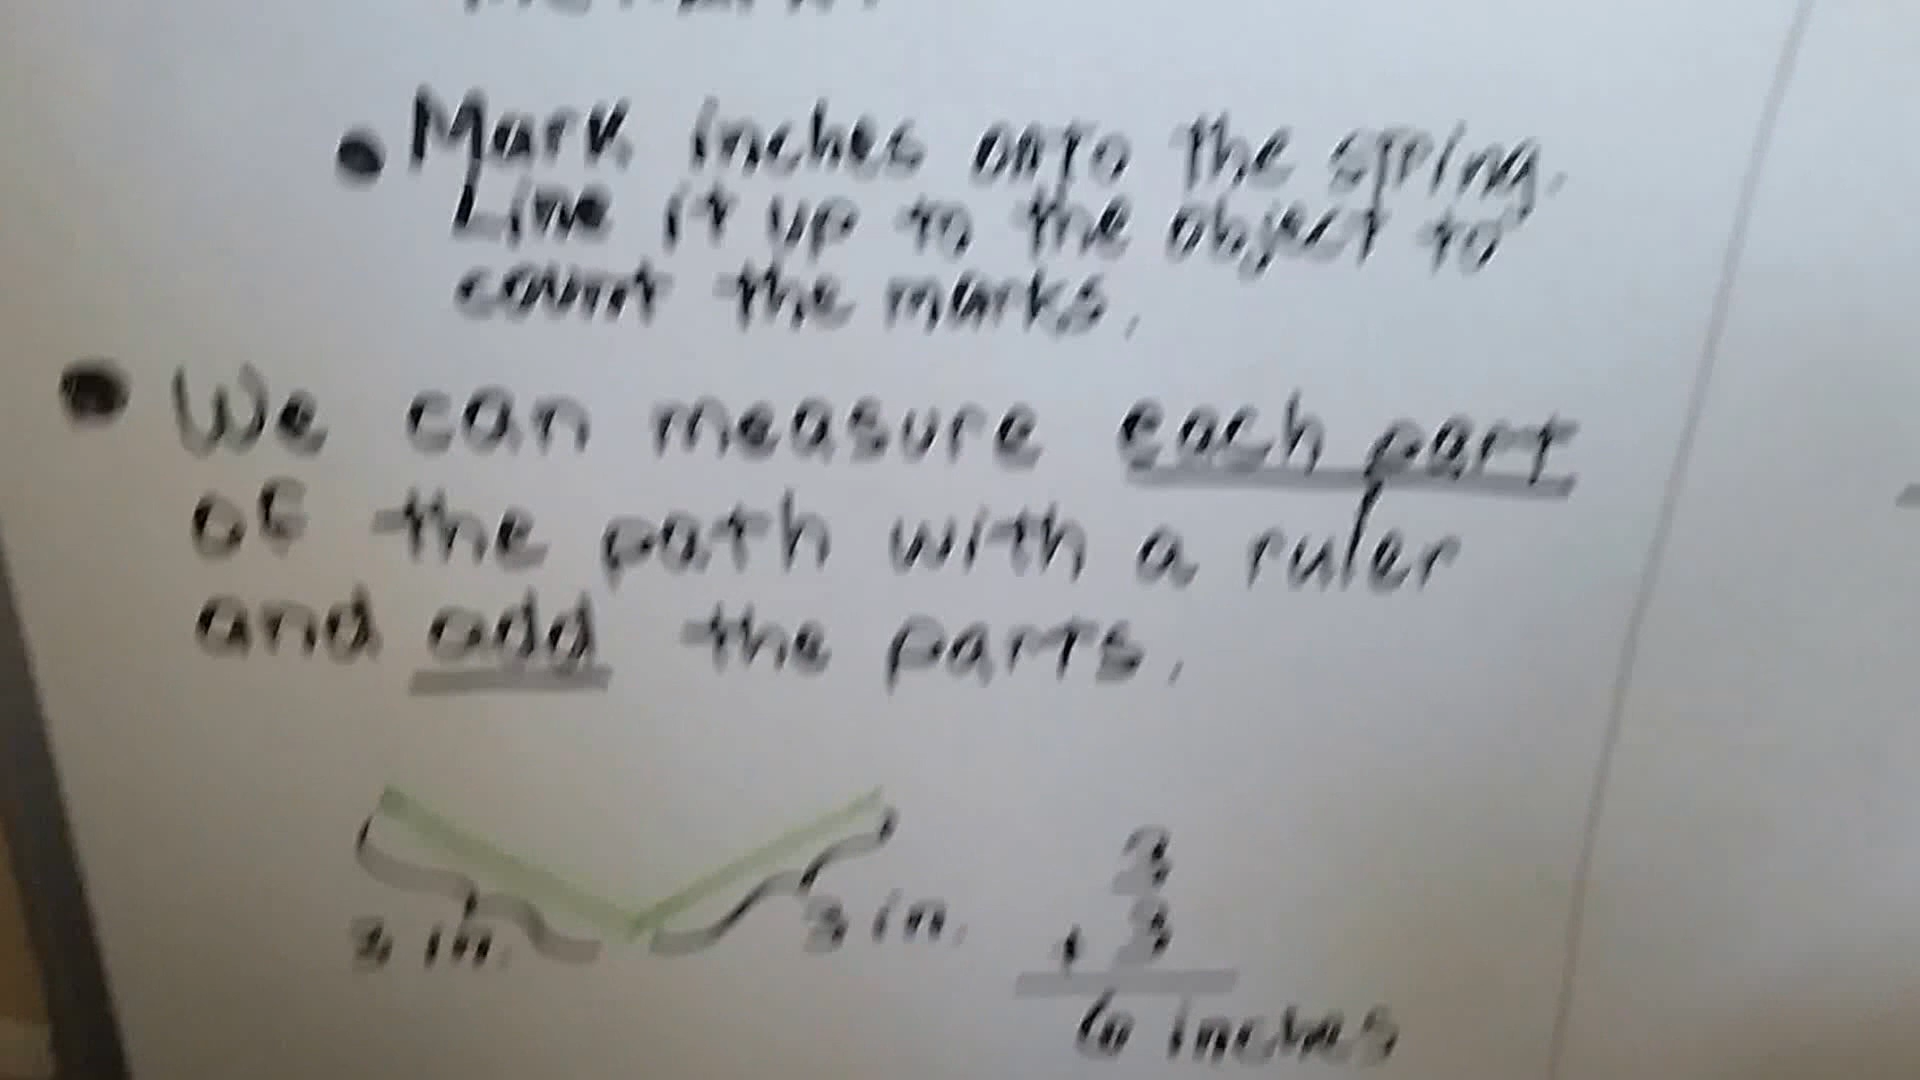 • Mark inches onto the string.
Line it up to the object to
count the marks.
• We can measure each part
of the path with a ruler
and add the parts.
3 in. 3 in.
3
+ 3
6 inches